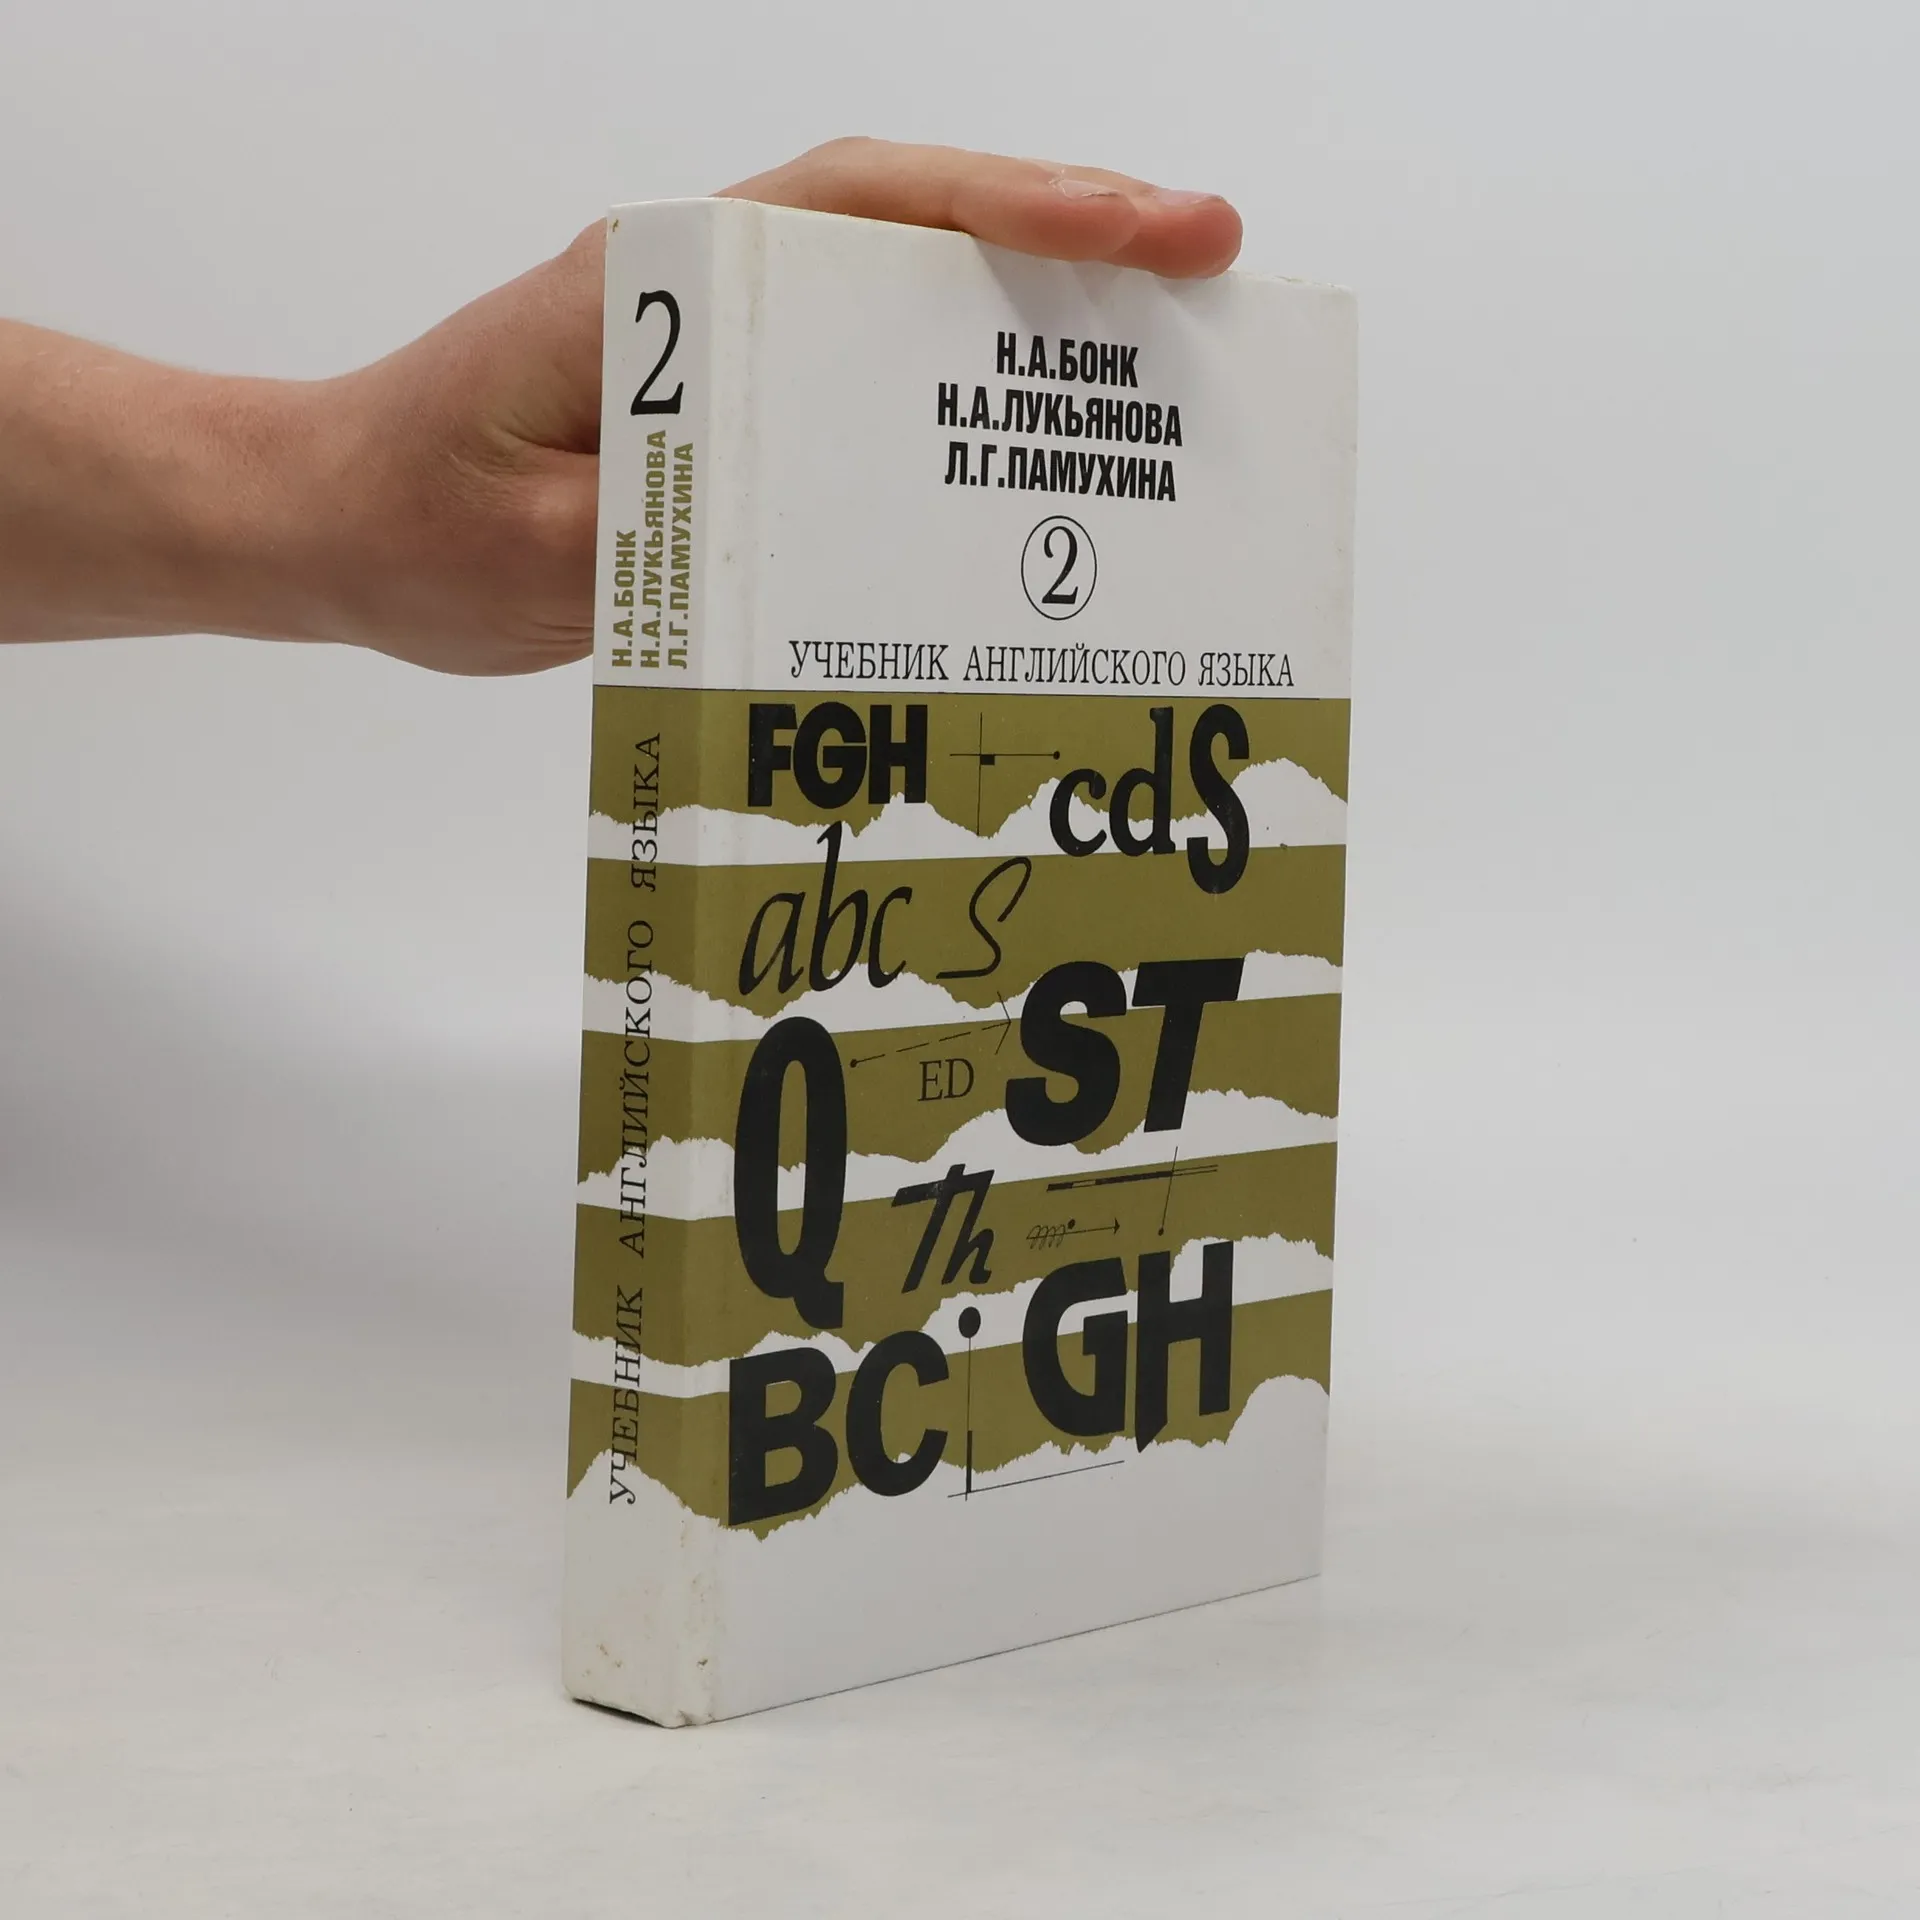 2
Н.А.БОНК
Н.А.ЛУКЬЯНОВА
Л.Г.ПАМУХИНА
УЧЕБНИК АНГЛИЙСКОГО ЯЗЫКА
Н.А.БОНК
Н.А.ЛУКЬЯНОВА
Л.Г.ПАМУХИНА
2
УЧЕБНИК АНГЛИЙСКОГО ЯЗЫКА
FGH
cd S
abc S
Q
ED
ST
Th
BC
GH